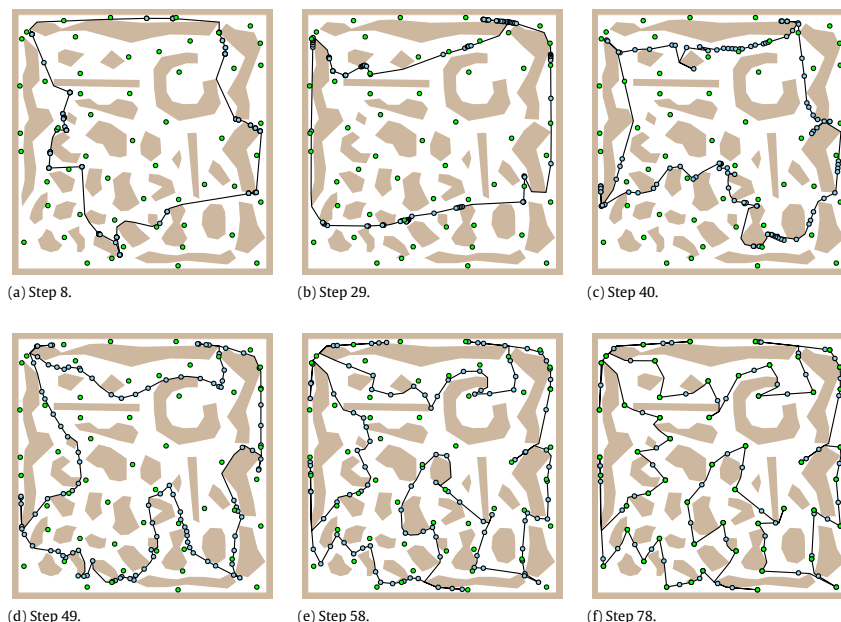 (a) Step 8.
(b) Step 29.
(c) Step 40.
(d) Step 49.
(e) Step 58.
(f) Step 78.